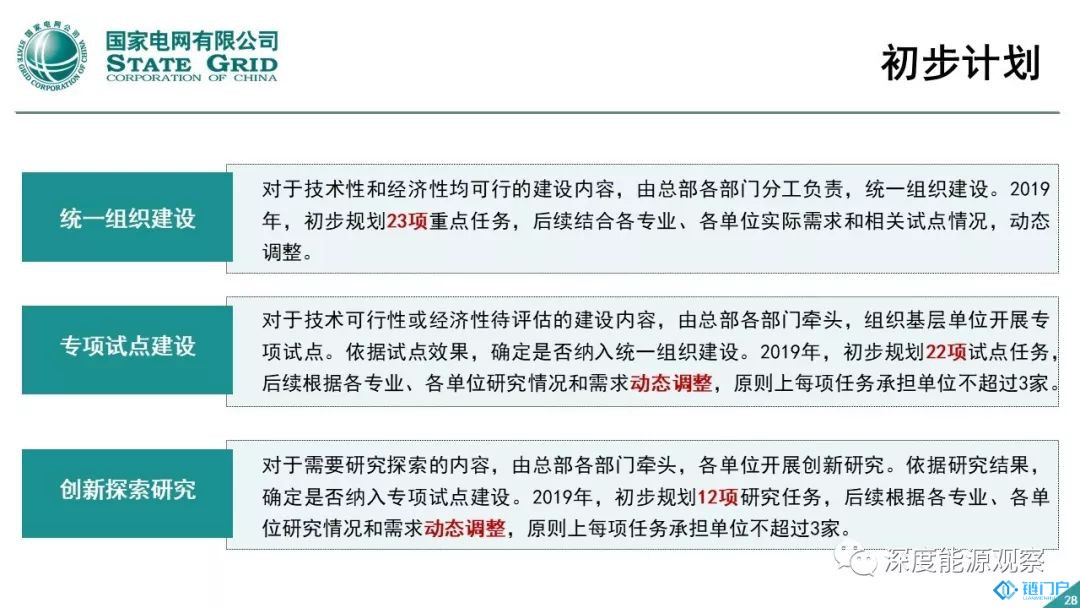 国家电网公司
STATE GRID CORPORATION OF CHINA
国家电网有限公司
STATE GRID
CORPORATION OF CHINA
初步计划
统一组织建设
对于技术性和经济性均可行的建设内容，由总部各部门分工负责，统一组织建设。2019
年，初步规划23项重点任务，后续结合各专业、各单位实际需求和相关试点情况，动态
调整。
专项试点建设
对于技术可行性或经济性待评估的建设内容，由总部各部门牵头，组织基层单位开展专
项试点。依据试点效果，确定是否纳入统一组织建设。2019年，初步规划22项试点任务，
后续根据各专业、各单位研究情况和需求动态调整，原则上每项任务承担单位不超过3家。
创新探索研究
对于需要研究探索的内容，由总部各部门牵头，各单位开展创新研究。依据研究结果，
确定是否纳入专项试点建设。2019年，初步规划12项研究任务，后续根据各专业、各单
位研究情况和需求动态调整，原则上每项任务承担单位不超过3家。
深度能源观察
链门户
28